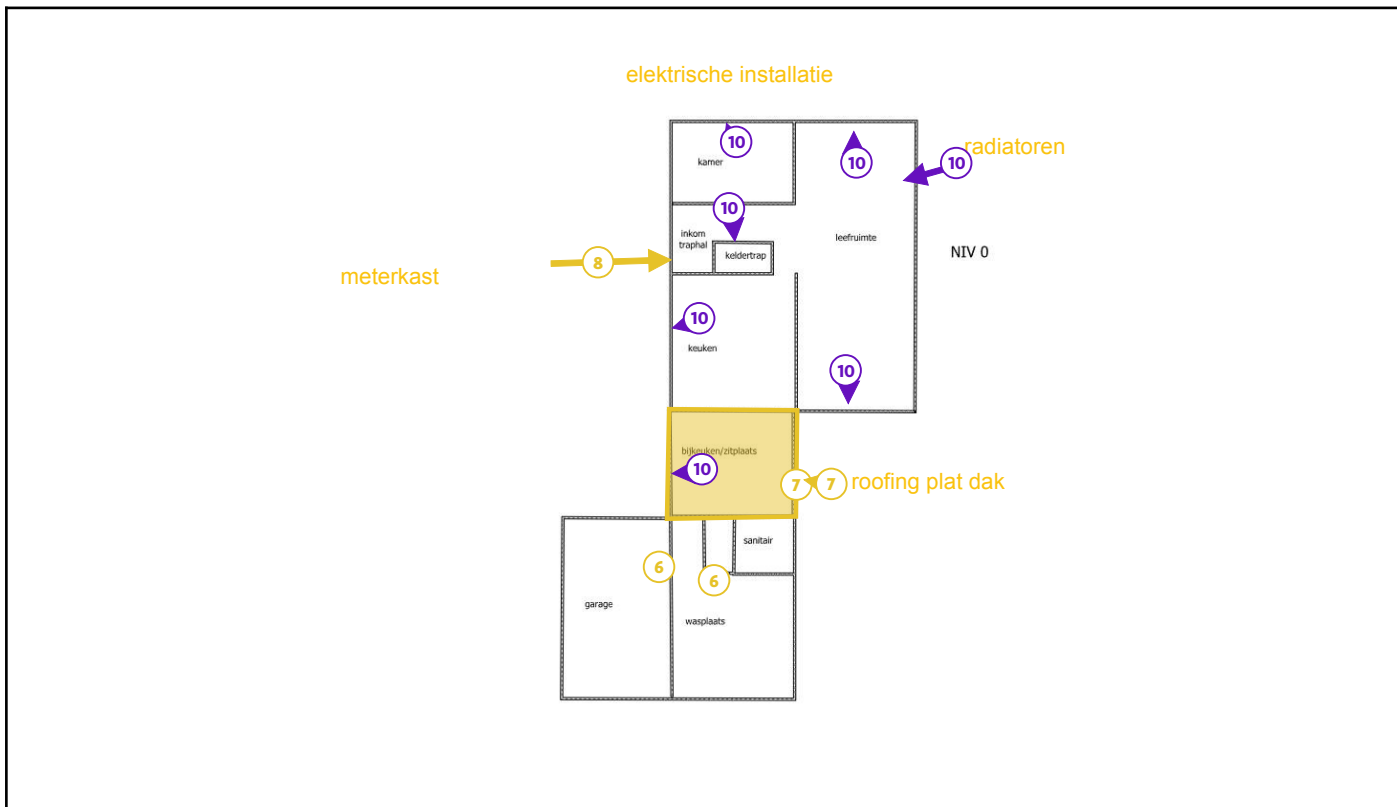 elektrische installatie
10
kamer
10
10
radiatoren
10
inkom
traphal
keldertrap
leefruimte
NIV 0
8
meterkast
10
keuken
10
bijkeuken/zitplaats
10
7
7
roofing plat dak
sanitair
6
6
garage
wasplaats